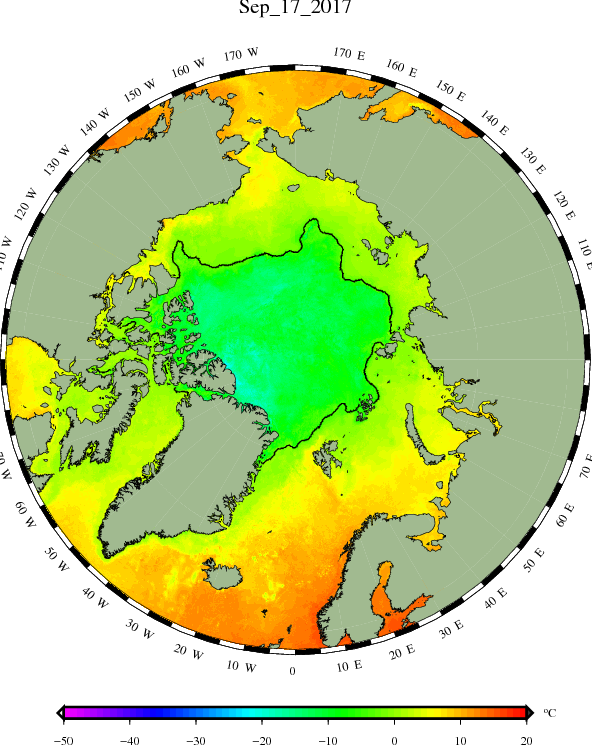 Sep_17_2017
170 W
170 E
160 W
160 E
150 W
150 E
140 W
140 E
130 W
130 E
120 W
120 E
110 E
W
70 E
W
60 W
60 E
50 W
50 E
40 W
40 E
30 W
30 E
20 W
20 E
10 W
0
10 E
°C
−50 −40 −30 −20 −10 0 10 20